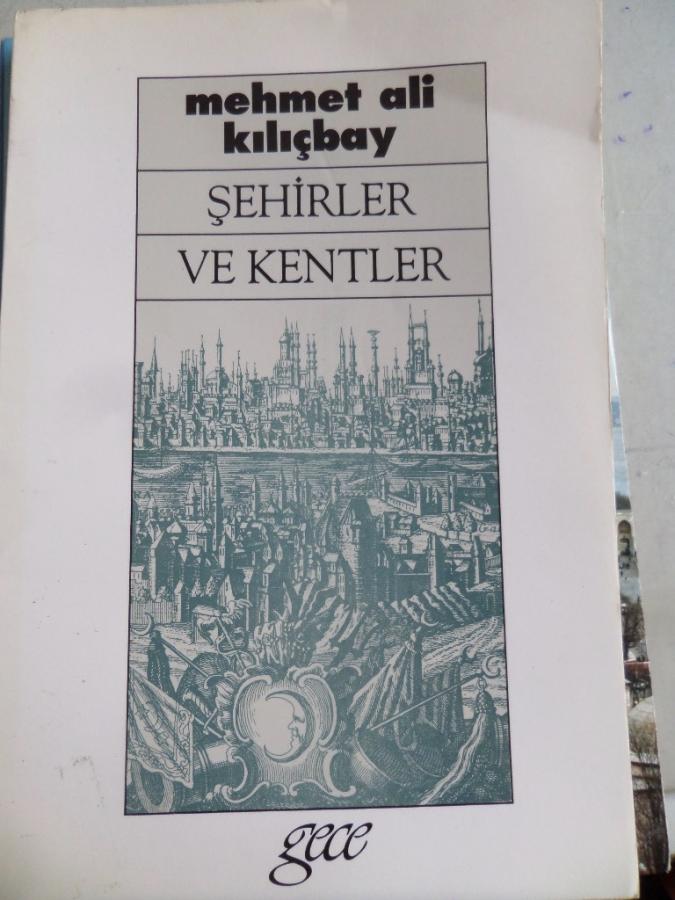 mehmet ali
kılıçbay
ŞEHİRLER
VE KENTLER
gece